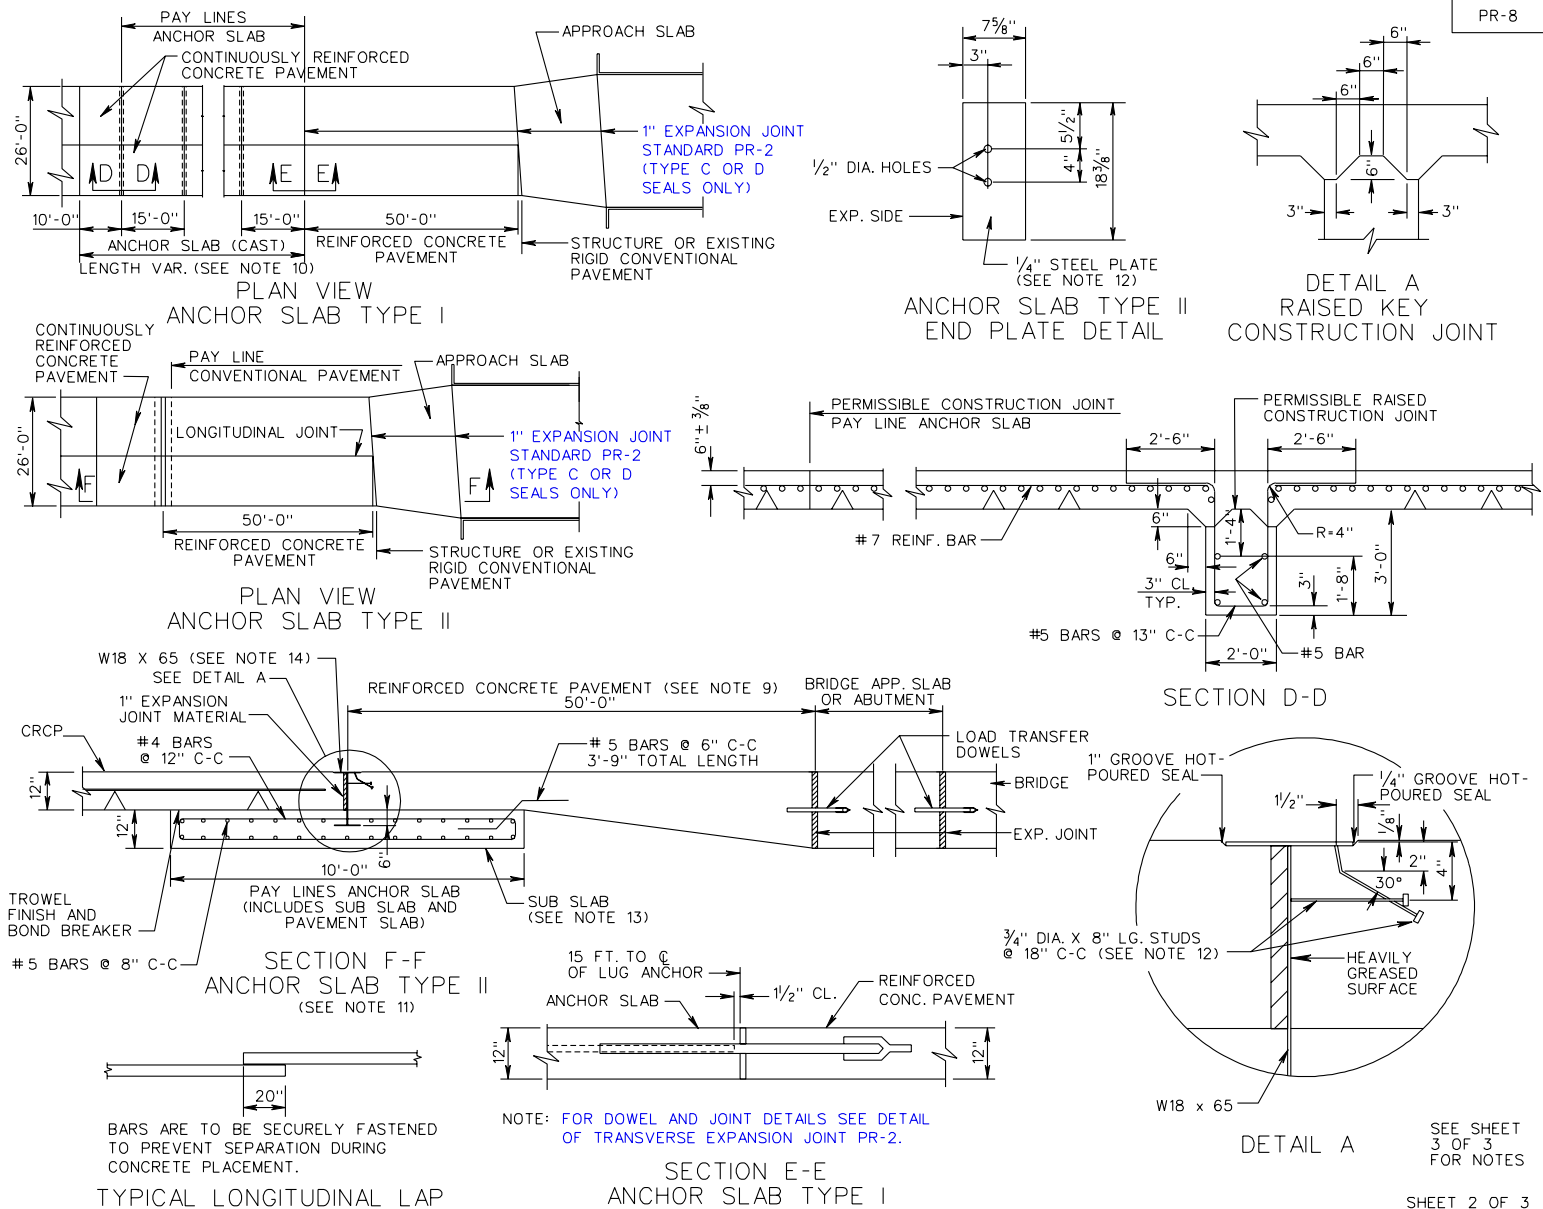 PR-8
PAY LINES
ANCHOR SLAB
CONTINUOUSLY REINFORCED
CONCRETE PAVEMENT
APPROACH SLAB
1" EXPANSION JOINT
STANDARD PR-2
(TYPE C OR D
SEALS ONLY)
26'-0"
D
D
E
E
10'-0"
15'-0"
15'-0"
50'-0"
ANCHOR SLAB (CAST)
LENGTH VAR. (SEE NOTE 10)
REINFORCED CONCRETE
PAVEMENT
STRUCTURE OR EXISTING
RIGID CONVENTIONAL
PAVEMENT
PLAN VIEW
ANCHOR SLAB TYPE I
7⅝"
3"
5½"
4"
18⅜"
½" DIA. HOLES
EXP. SIDE
¼" STEEL PLATE
(SEE NOTE 12)
ANCHOR SLAB TYPE II
END PLATE DETAIL
6"
6"
6"
6"
3"
3"
DETAIL A
RAISED KEY
CONSTRUCTION JOINT
CONTINUOUSLY
REINFORCED
CONCRETE
PAVEMENT
PAY LINE
CONVENTIONAL PAVEMENT
APPROACH SLAB
LONGITUDINAL JOINT
1" EXPANSION JOINT
STANDARD PR-2
(TYPE C OR D
SEALS ONLY)
26'-0"
F
F
50'-0"
REINFORCED CONCRETE
PAVEMENT
STRUCTURE OR EXISTING
RIGID CONVENTIONAL
PAVEMENT
PLAN VIEW
ANCHOR SLAB TYPE II
6"± ⅜"
PERMISSIBLE CONSTRUCTION JOINT
PAY LINE ANCHOR SLAB
PERMISSIBLE RAISED
CONSTRUCTION JOINT
2'-6"
2'-6"
#7 REINF. BAR
6"
6"
1'-4"
R=4"
3" CL.
TYP.
3"
1'-8"
3'-0"
#5 BARS @ 13" C-C
2'-0"
#5 BAR
SECTION D-D
W18 X 65 (SEE NOTE 14)
SEE DETAIL A
1" EXPANSION
JOINT MATERIAL
CRCP
#4 BARS
@ 12" C-C
REINFORCED CONCRETE PAVEMENT (SEE NOTE 9)
50'-0"
BRIDGE APP. SLAB
OR ABUTMENT
#5 BARS @ 6" C-C
3'-9" TOTAL LENGTH
LOAD TRANSFER
DOWELS
BRIDGE
EXP. JOINT
12"
12"
6"
10'-0"
PAY LINES ANCHOR SLAB
(INCLUDES SUB SLAB AND
PAVEMENT SLAB)
SUB SLAB
(SEE NOTE 13)
TROWEL
FINISH AND
BOND BREAKER
#5 BARS @ 8" C-C
SECTION F-F
ANCHOR SLAB TYPE II
(SEE NOTE 11)
1" GROOVE HOT-
POURED SEAL
¼" GROOVE HOT-
POURED SEAL
1½"
⅛"
2"
4"
30°
¾" DIA. X 8" LG. STUDS
@ 18" C-C (SEE NOTE 12)
HEAVILY
GREASED
SURFACE
W18 x 65
DETAIL A
15 FT. TO ℄
OF LUG ANCHOR
ANCHOR SLAB
1½" CL.
REINFORCED
CONC. PAVEMENT
12"
12"
NOTE: FOR DOWEL AND JOINT DETAILS SEE DETAIL
OF TRANSVERSE EXPANSION JOINT PR-2.
SECTION E-E
ANCHOR SLAB TYPE I
20"
BARS ARE TO BE SECURELY FASTENED
TO PREVENT SEPARATION DURING
CONCRETE PLACEMENT.
TYPICAL LONGITUDINAL LAP
SEE SHEET
3 OF 3
FOR NOTES
SHEET 2 OF 3